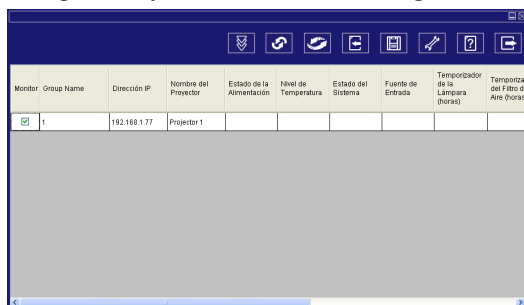 Monitor Group Name Dirección IP Nombre del Proyector Estado de la Alimentación Nivel de Temperatura Estado del Sistema Fuente de Entrada Temporizador de la Lámpara (horas) Temporiza del Filtro d Aire (horas
1 192.168.1.77 Projector 1